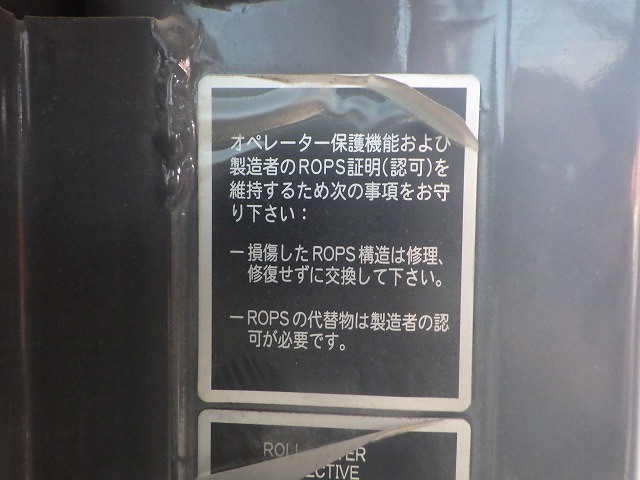 オペレーター保護機能および
製造者のROPS証明(認可)を
維持するため次の事項をお守
り下さい:
ー損傷したROPS構造は修理、
修復せずに交換して下さい。
ーROPSの代替物は製造者の認
可が必要です。